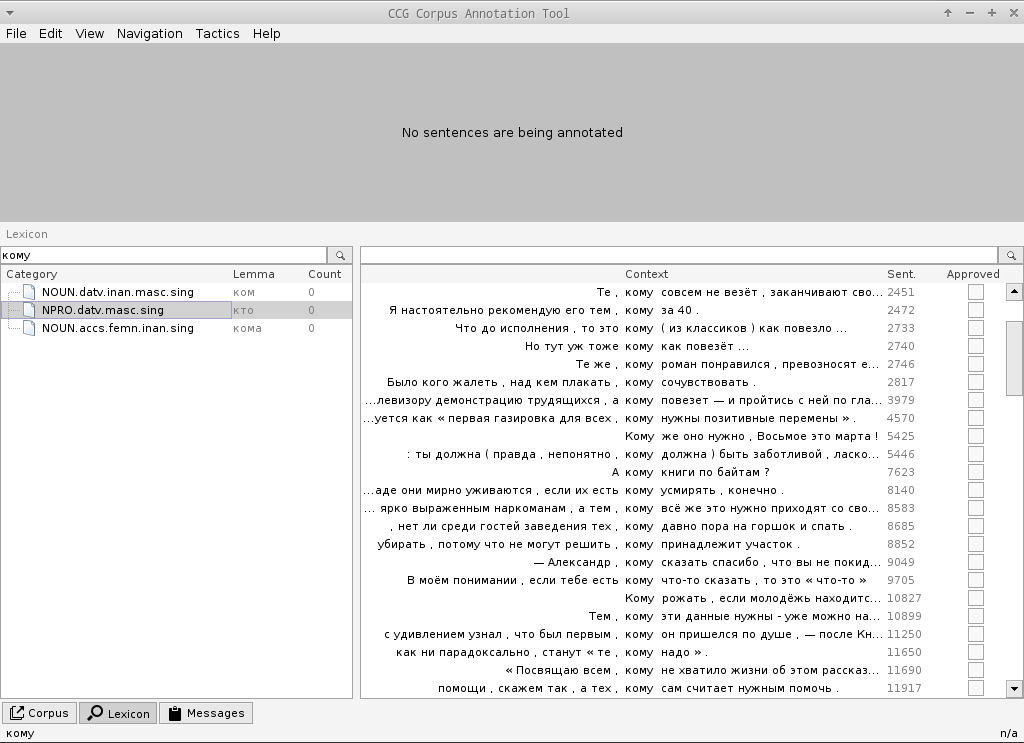 CCG Corpus Annotation Tool
File Edit View Navigation Tactics Help
No sentences are being annotated
Lexicon
кому
Category Lemma Count
NOUN.datv.inan.masc.sing ком 0
NPRO.datv.masc.sing кто 0
NOUN.accs.femn.inan.sing кома 0
Context Sent. Approved
Те , кому совсем не везёт , заканчивают сво... 2451
Я настоятельно рекомендую его тем , кому за 40 . 2472
Что до исполнения , то это кому ( из классиков ) как повезло ... 2733
Но тут уж тоже кому как повезёт ... 2740
Те же , кому роман понравился , превозносят е... 2746
Было кого жалеть , над кем плакать , кому сочувствовать . 2817
...левизору демонстрацию трудящихся , а кому повезет — и пройтись с ней по гла... 3979
...уется как « первая газировка для всех , кому нужны позитивные перемены » . 4570
Кому же оно нужно , Восьмое это марта ! 5425
: ты должна ( правда , непонятно , кому должна ) быть заботливой , ласко... 5446
А кому книги по байтам ? 7623
...аде они мирно уживаются , если их есть кому усмирять , конечно . 8140
... ярко выраженным наркоманам , а тем , кому всё же это нужно приходят со сво... 8583
, нет ли среди гостей заведения тех , кому давно пора на горшок и спать . 8685
убирать , потому что не могут решить , кому принадлежит участок . 8852
— Александр , кому сказать спасибо , что вы не покид... 9049
В моём понимании , если тебе есть кому что-то сказать , то это « что-то » 9705
Кому рожать , если молодёжь находитс... 10827
Тем , кому эти данные нужны - уже можно на... 10899
с удивлением узнал , что был первым , кому он пришелся по душе , — после Кн... 11250
как ни парадоксально , станут « те , кому надо » . 11650
« Посвящаю всем , кому не хватило жизни об этом рассказ... 11690
помощи , скажем так , а тех , кому сам считает нужным помочь . 11917
Corpus Lexicon Messages
кому n/a